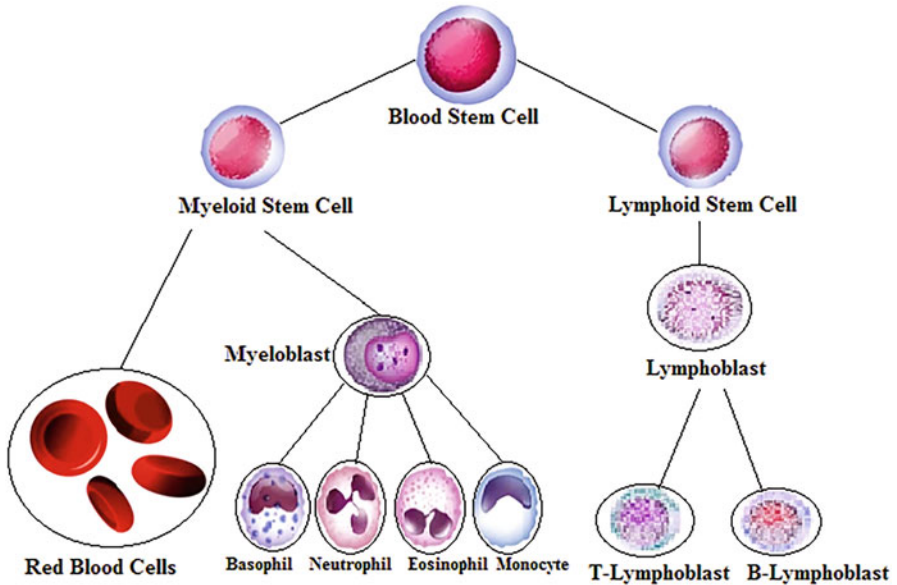 Blood Stem Cell
Myeloid Stem Cell
Lymphoid Stem Cell
Myeloblast
Lymphoblast
Red Blood Cells
Basophil
Neutrophil
Eosinophil
Monocyte
T-Lymphoblast
B-Lymphoblast